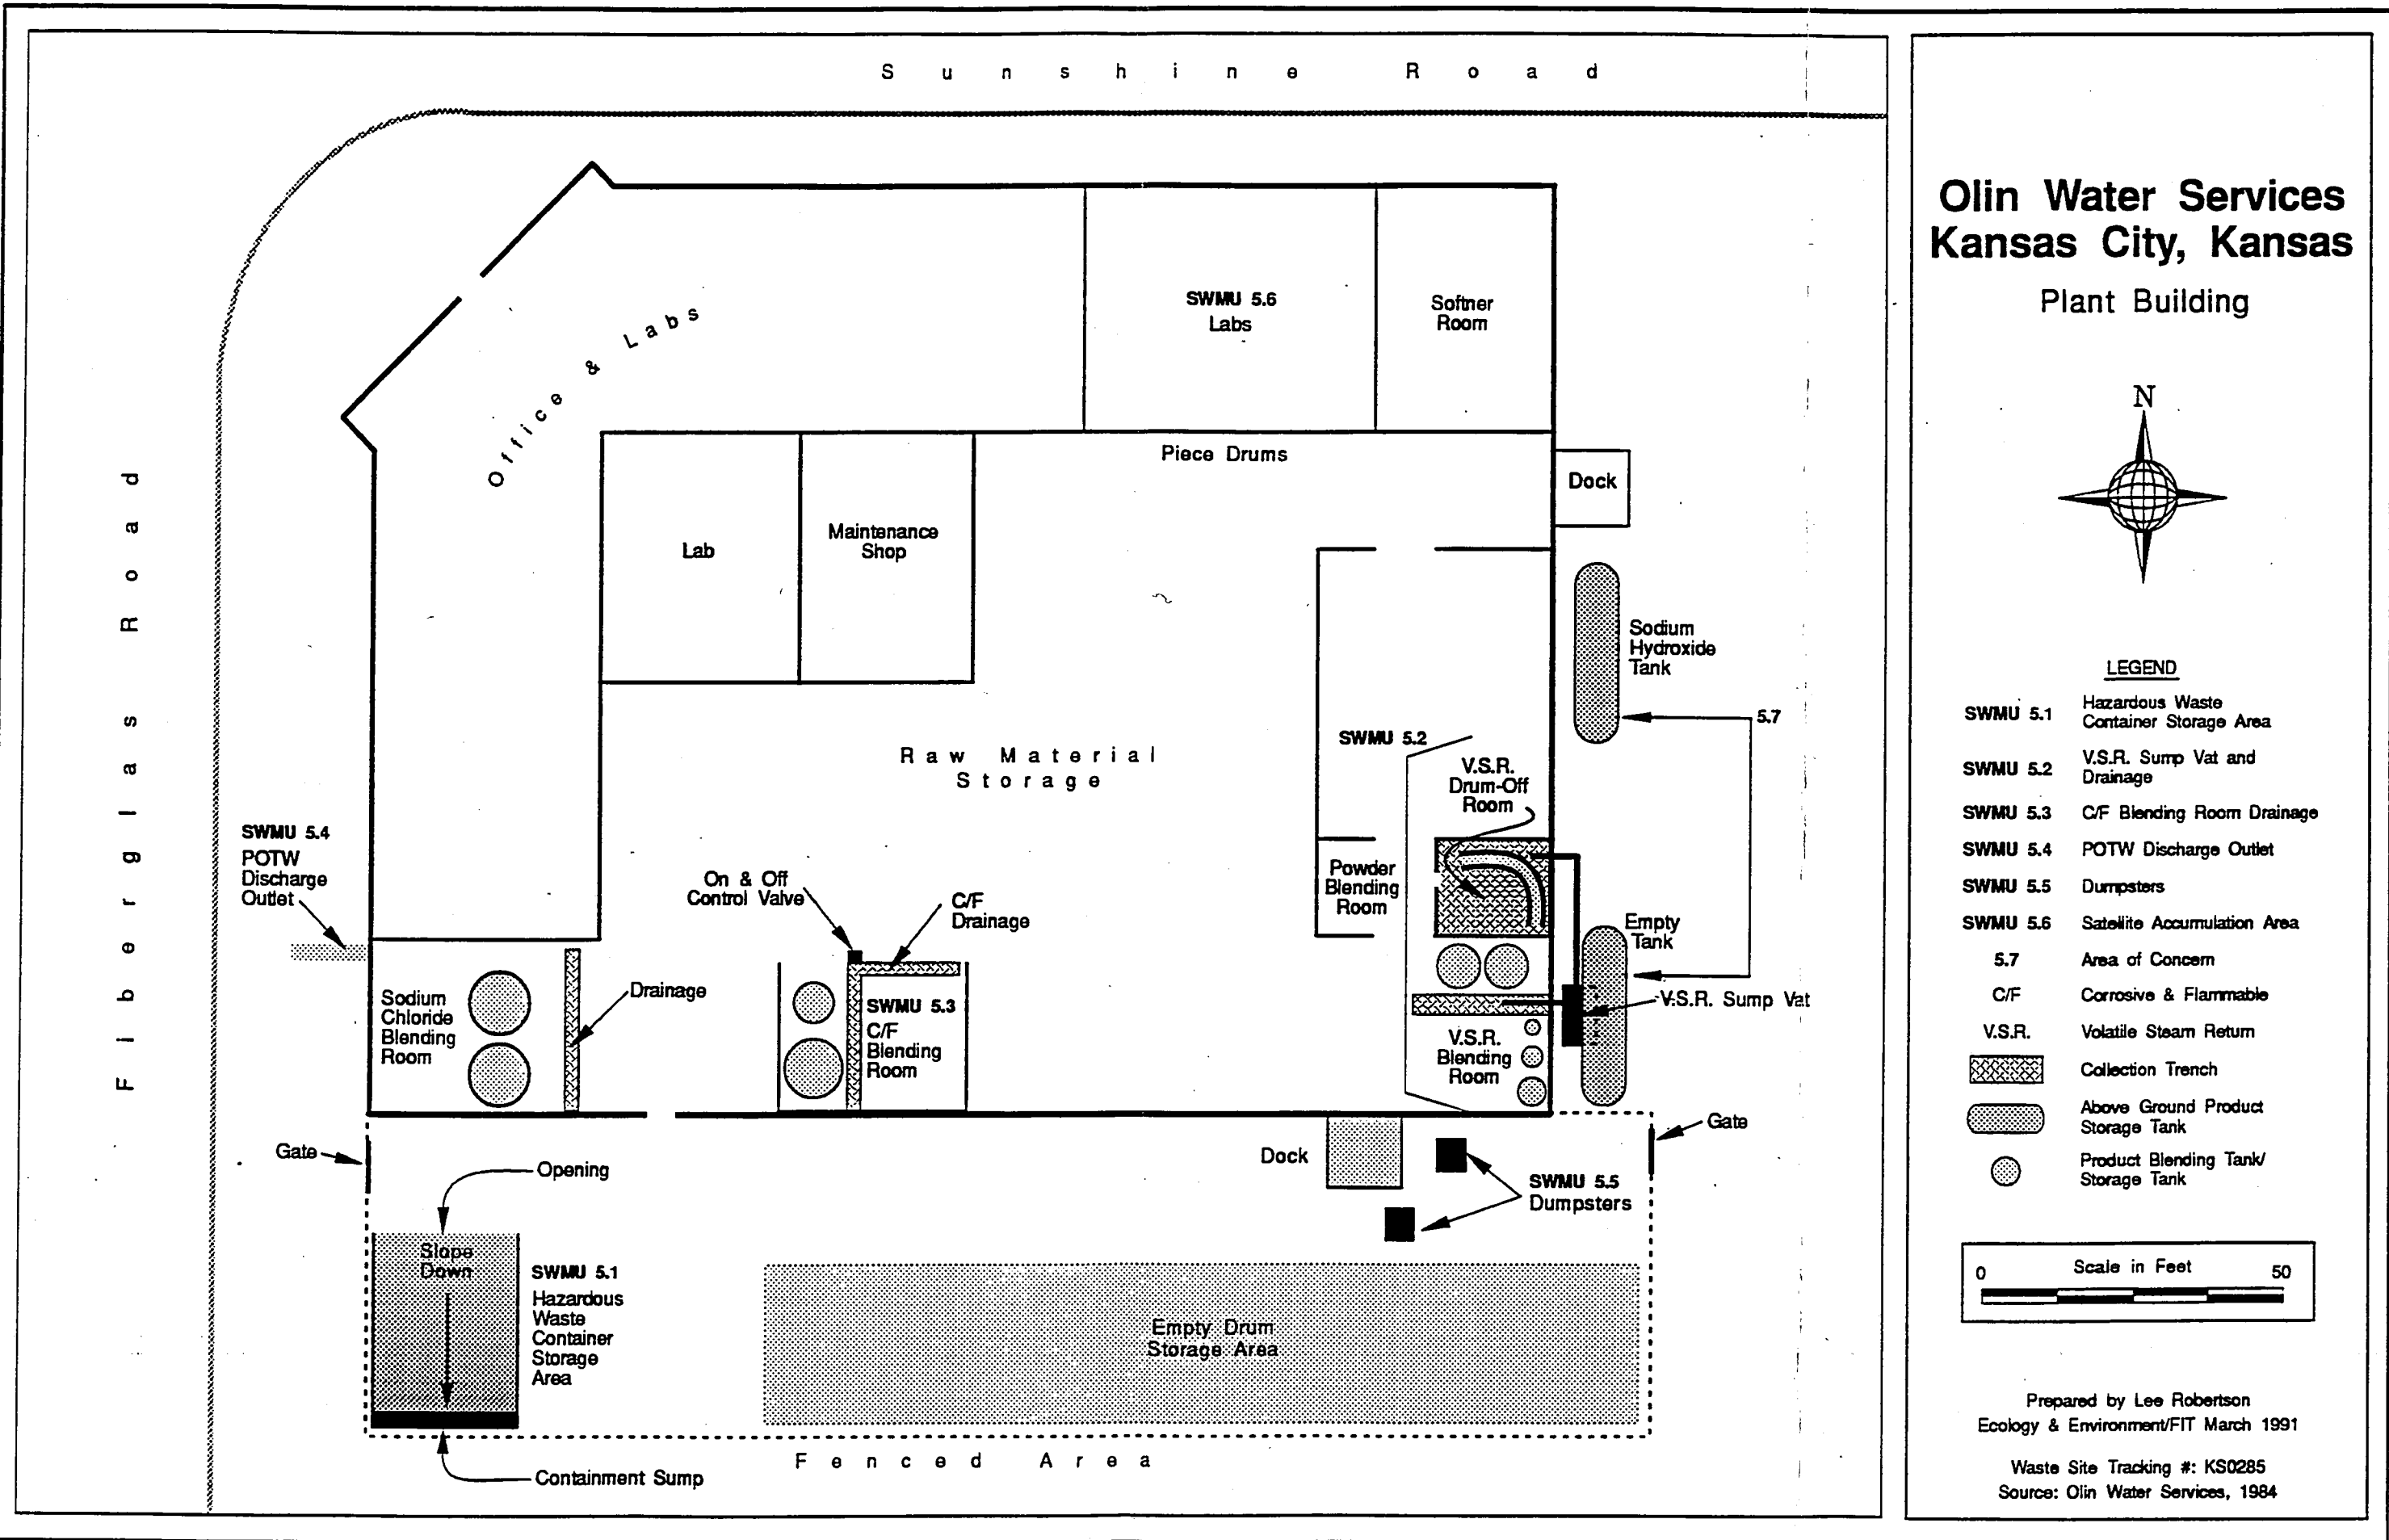 Sunshine Road
Fiberglass Road
Office & Labs
SWMU 5.6
Labs
Softner
Room
Piece Drums
Dock
Lab
Maintenance
Shop
Sodium
Hydroxide
Tank
5.7
Raw Material
Storage
SWMU 5.2
V.S.R.
Drum-Off
Room
SWMU 5.4
POTW
Discharge
Outlet
On & Off
Control Valve
C/F
Drainage
Powder
Blending
Room
Empty
Tank
Sodium
Chloride
Blending
Room
Drainage
SWMU 5.3
C/F
Blending
Room
V.S.R. Sump Vat
V.S.R.
Blending
Room
Gate
Opening
Dock
SWMU 5.5
Dumpsters
Gate
Slope
Down
SWMU 5.1
Hazardous
Waste
Container
Storage
Area
Empty Drum
Storage Area
Containment Sump
Fenced Area
Olin Water Services
Kansas City, Kansas
Plant Building
N
LEGEND
SWMU 5.1 Hazardous Waste
Container Storage Area
SWMU 5.2 V.S.R. Sump Vat and
Drainage
SWMU 5.3 C/F Blending Room Drainage
SWMU 5.4 POTW Discharge Outlet
SWMU 5.5 Dumpsters
SWMU 5.6 Satellite Accumulation Area
5.7 Area of Concern
C/F Corrosive & Flammable
V.S.R. Volatile Steam Return
Collection Trench
Above Ground Product
Storage Tank
Product Blending Tank/
Storage Tank
0 Scale in Feet 50
Prepared by Lee Robertson
Ecology & Environment/FIT March 1991
Waste Site Tracking #: KS0285
Source: Olin Water Services, 1984